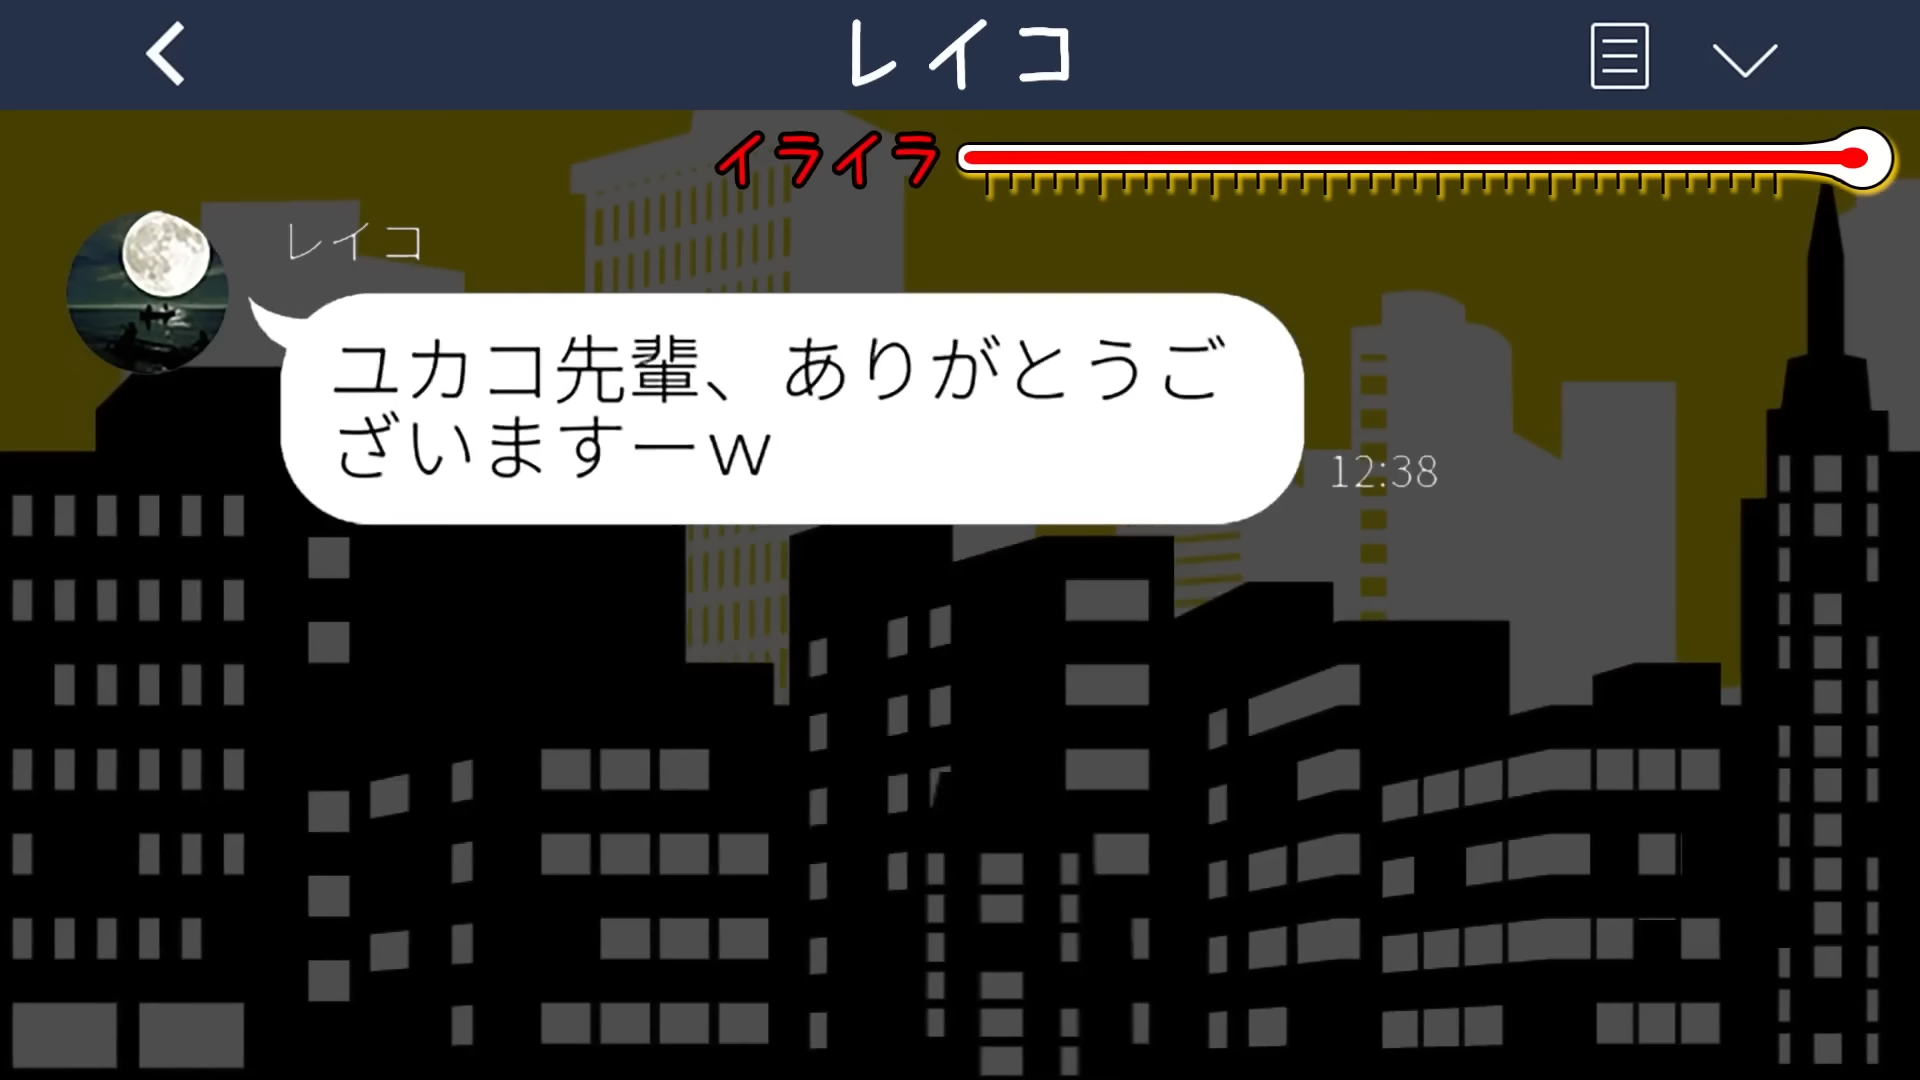 レイコ
イライラ
レイコ
ユカコ先輩、ありがとうご
ざいますーｗ
12:38